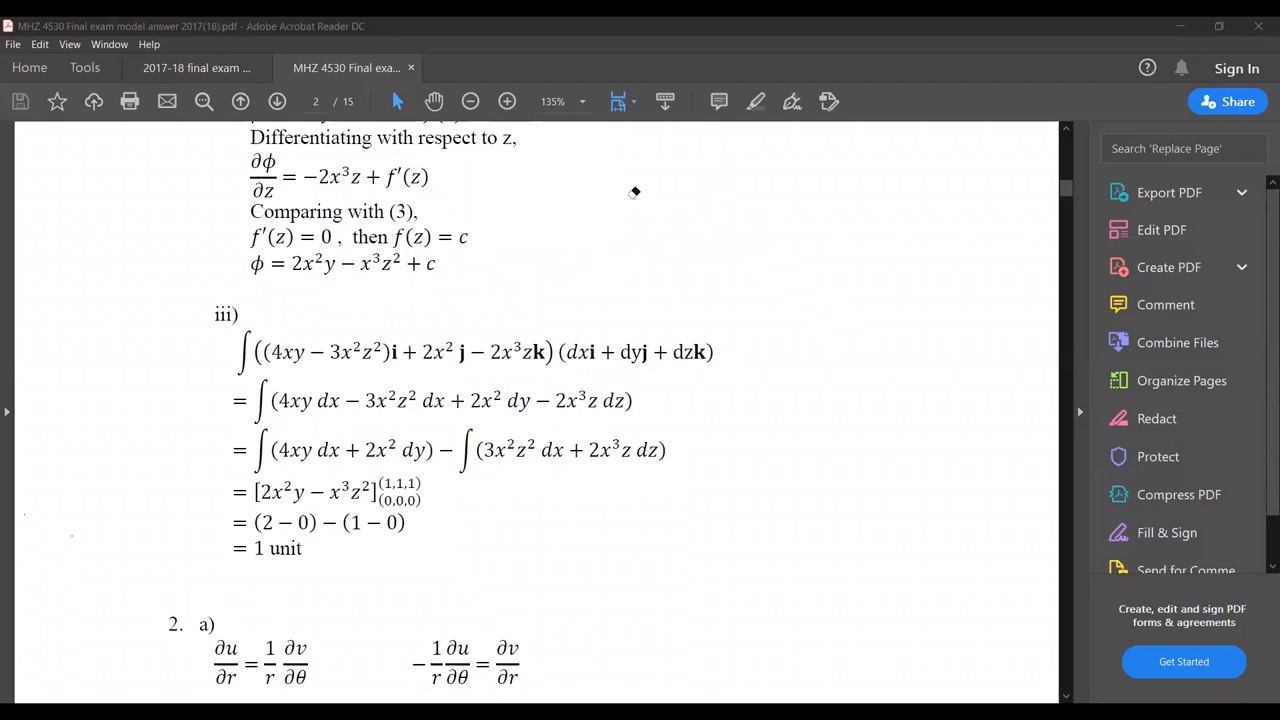 MHZ 4530 Final exam model answer 2017(18).pdf - Adobe Acrobat Reader DC
File Edit View Window Help
Home Tools 2017-18 final exam ... MHZ 4530 Final exa... × Sign In
2 / 15 135% Share
Differentiating with respect to z,
∂ϕ/∂z = −2x³z + f′(z)
Comparing with (3),
f′(z) = 0 , then f(z) = c
ϕ = 2x²y − x³z² + c
iii)
∫((4xy − 3x²z²)i + 2x² j − 2x³zk) (dxi + dyj + dzk)
= ∫(4xy dx − 3x²z² dx + 2x² dy − 2x³z dz)
= ∫(4xy dx + 2x² dy) − ∫(3x²z² dx + 2x³z dz)
= [2x²y − x³z²]₍₀,₀,₀₎⁽¹,¹,¹⁾
= (2 − 0) − (1 − 0)
= 1 unit
2. a)
∂u/∂r = 1/r ∂v/∂θ −1/r ∂u/∂θ = ∂v/∂r
Search 'Replace Page'
Export PDF
Edit PDF
Create PDF
Comment
Combine Files
Organize Pages
Redact
Protect
Compress PDF
Fill & Sign
Send for Comme
Create, edit and sign PDF
forms & agreements
Get Started